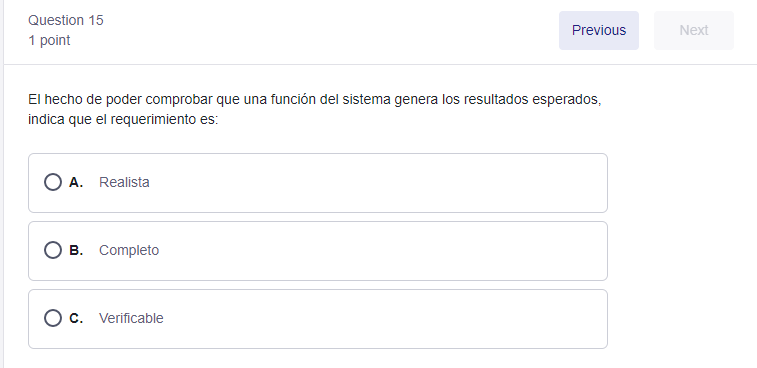 Question 15
1 point
Previous
Next
El hecho de poder comprobar que una función del sistema genera los resultados esperados,
indica que el requerimiento es:
A. Realista
B. Completo
C. Verificable